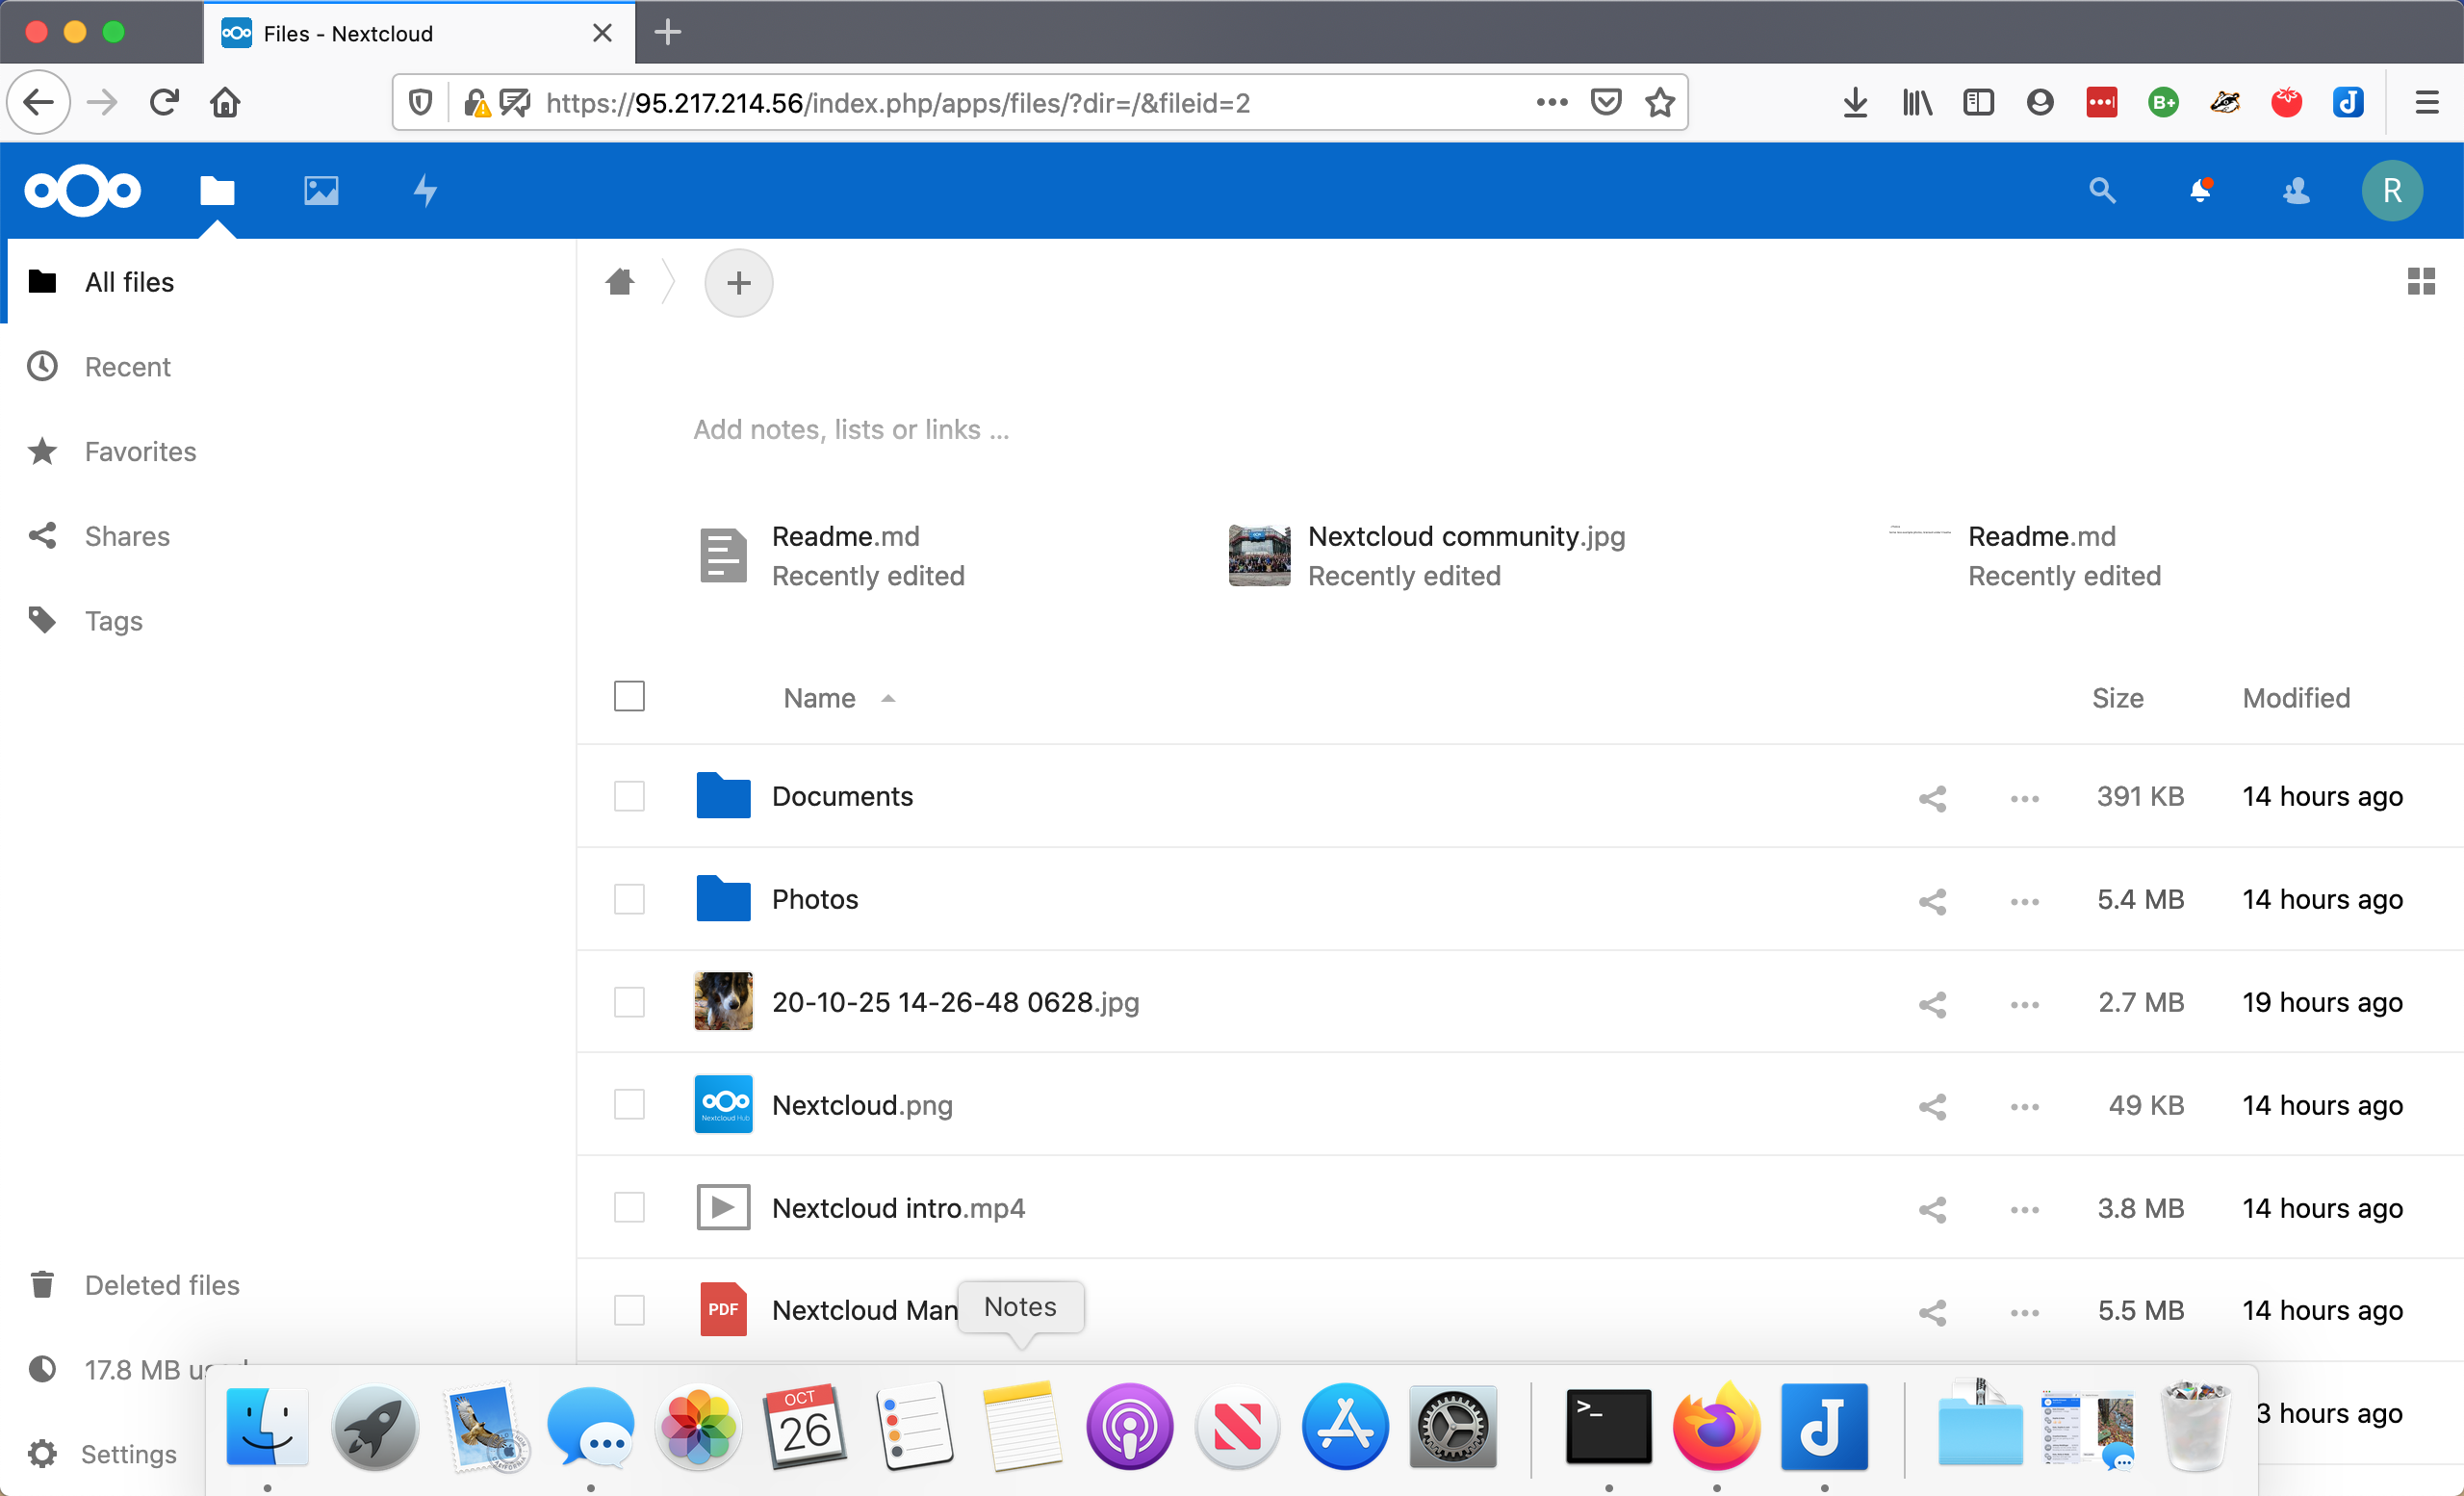 Files - Nextcloud
https://95.217.214.56/index.php/apps/files/?dir=/&fileid=2
B+
J
R
All files
Recent
Favorites
Shares
Tags
Add notes, lists or links ...
Readme.md
Recently edited
Nextcloud community.jpg
Recently edited
Readme.md
Recently edited
Name Size Modified
Documents 391 KB 14 hours ago
Photos 5.4 MB 14 hours ago
20-10-25 14-26-48 0628.jpg 2.7 MB 19 hours ago
Nextcloud Hub
Nextcloud.png 49 KB 14 hours ago
Nextcloud intro.mp4 3.8 MB 14 hours ago
PDF Nextcloud Man 5.5 MB 14 hours ago
Notes
Deleted files
17.8 MB used
Settings
3 hours ago
OCT
26
>_
J